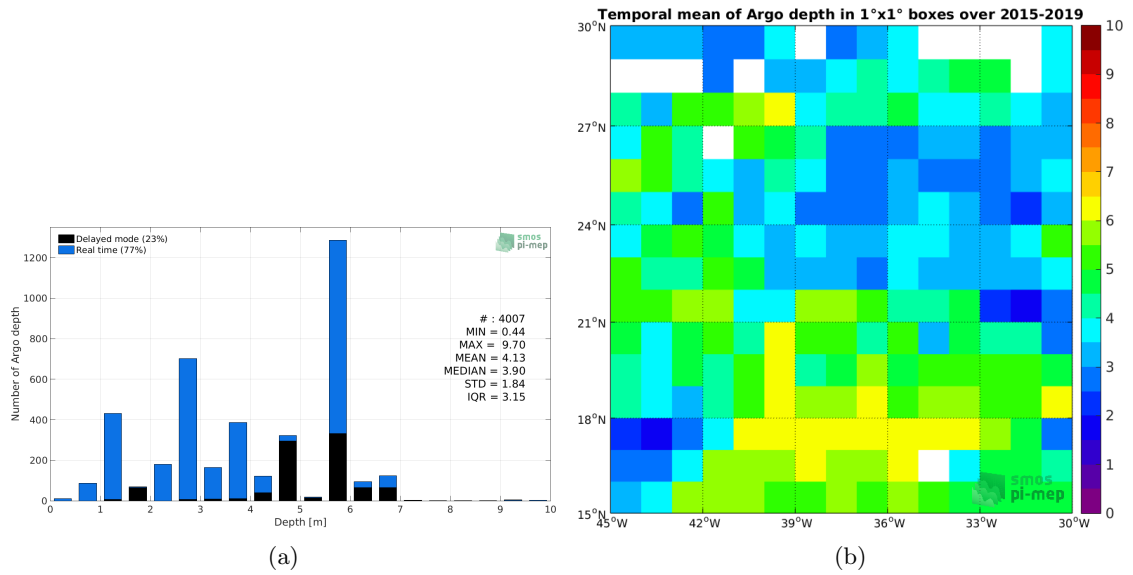 Delayed mode (23%)
Real time (77%)
smos
pi-mep
# : 4007
MIN = 0.44
MAX = 9.70
MEAN = 4.13
MEDIAN = 3.90
STD = 1.84
IQR = 3.15
Number of Argo depth
1200
1000
800
600
400
200
0
0 1 2 3 4 5 6 7 8 9 10
Depth [m]
(a)
Temporal mean of Argo depth in 1°x1° boxes over 2015-2019
30°N
27°N
24°N
21°N
18°N
15°N
45°W 42°W 39°W 36°W 33°W 30°W
smos
pi-mep
10
9
8
7
6
5
4
3
2
1
0
(b)